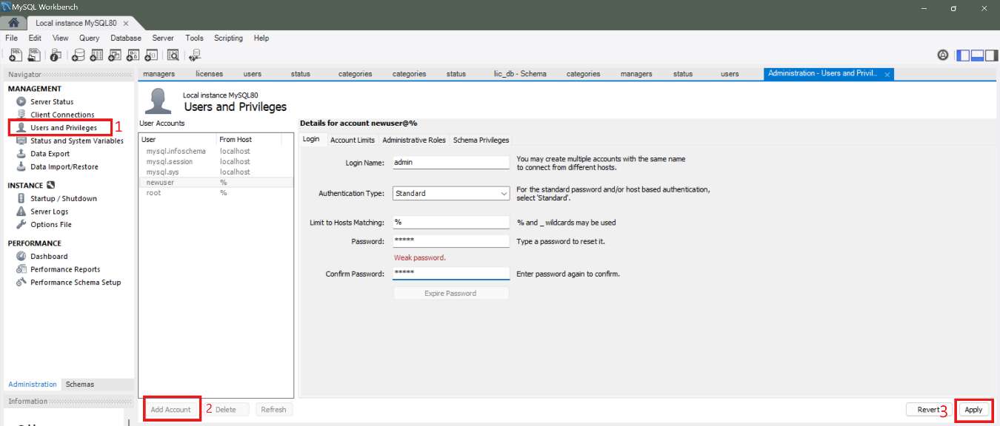 MySQL Workbench
Local instance MySQL80
File Edit View Query Database Server Tools Scripting Help
Navigator
MANAGEMENT
Server Status
Client Connections
Users and Privileges 1
Status and System Variables
Data Export
Data Import/Restore
INSTANCE
Startup / Shutdown
Server Logs
Options File
PERFORMANCE
Dashboard
Performance Reports
Performance Schema Setup
Administration Schemas
Information
managers licenses users status categories categories status lic_db - Schema categories managers status users Administration - Users and Privil..
Local instance MySQL80
Users and Privileges
User Accounts
User From Host
mysql.infoschema localhost
mysql.session localhost
mysql.sys localhost
newuser %
root %
Add Account 2 Delete Refresh
Details for account newuser@%
Login Account Limits Administrative Roles Schema Privileges
Login Name: admin You may create multiple accounts with the same name
to connect from different hosts.
Authentication Type: Standard For the standard password and/or host based authentication,
select 'Standard'.
Limit to Hosts Matching: % % and _ wildcards may be used
Password: ***** Type a password to reset it.
Weak password.
Confirm Password: ***** Enter password again to confirm.
Expire Password
Revert 3 Apply